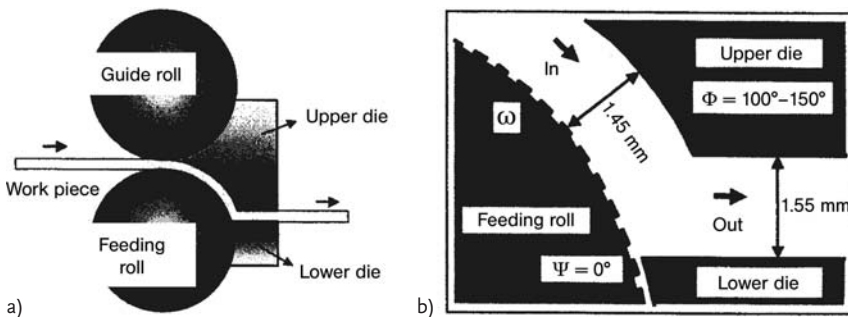 Guide roll
Upper die
Work piece
Feeding
roll
Lower die
a)
In
Upper die
Φ = 100°–150°
ω
1.45 mm
Feeding roll
Out
1.55 mm
Ψ = 0°
Lower die
b)